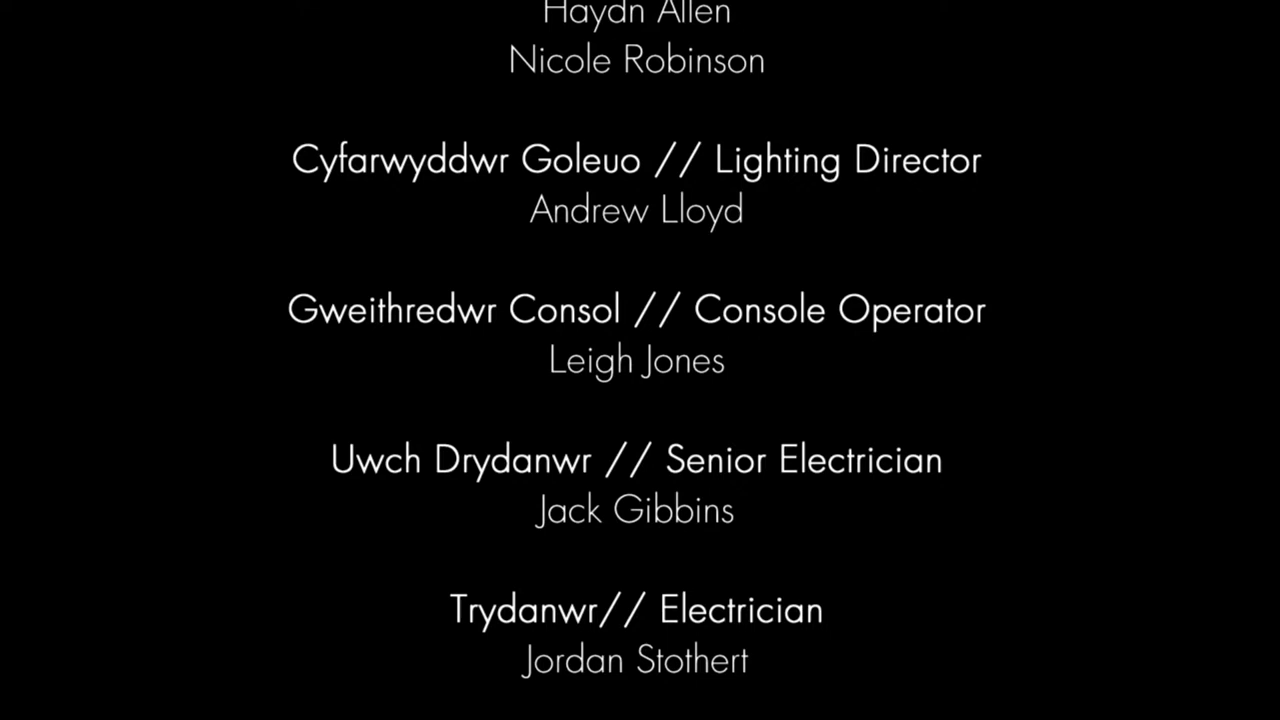 Haydn Allen
Nicole Robinson
Cyfarwyddwr Goleuo // Lighting Director
Andrew Lloyd
Gweithredwr Consol // Console Operator
Leigh Jones
Uwch Drydanwr // Senior Electrician
Jack Gibbins
Trydanwr// Electrician
Jordan Stothert